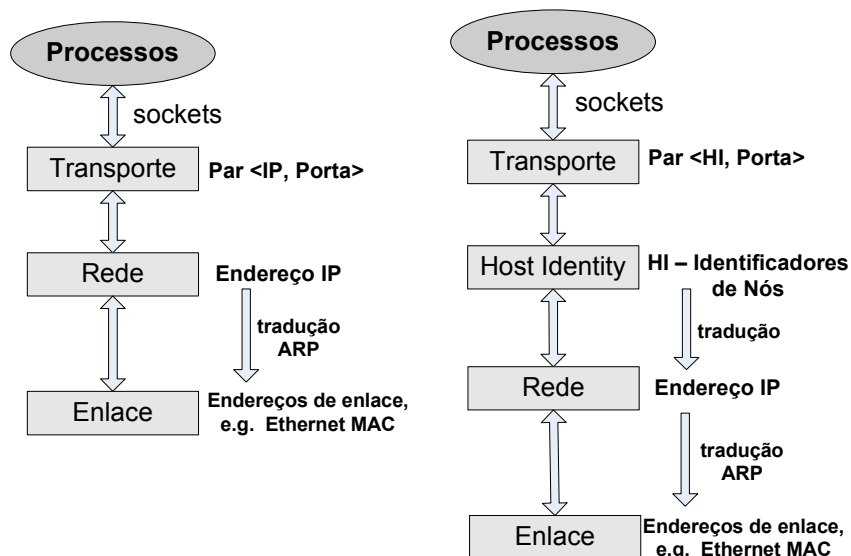 Processos
sockets
Transporte
Par <IP, Porta>
Rede
Endereço IP
tradução
ARP
Enlace
Endereços de enlace,
e.g. Ethernet MAC
Processos
sockets
Transporte
Par <HI, Porta>
Host Identity
HI – Identificadores
de Nós
tradução
Rede
Endereço IP
tradução
ARP
Enlace
Endereços de enlace,
e.g. Ethernet MAC